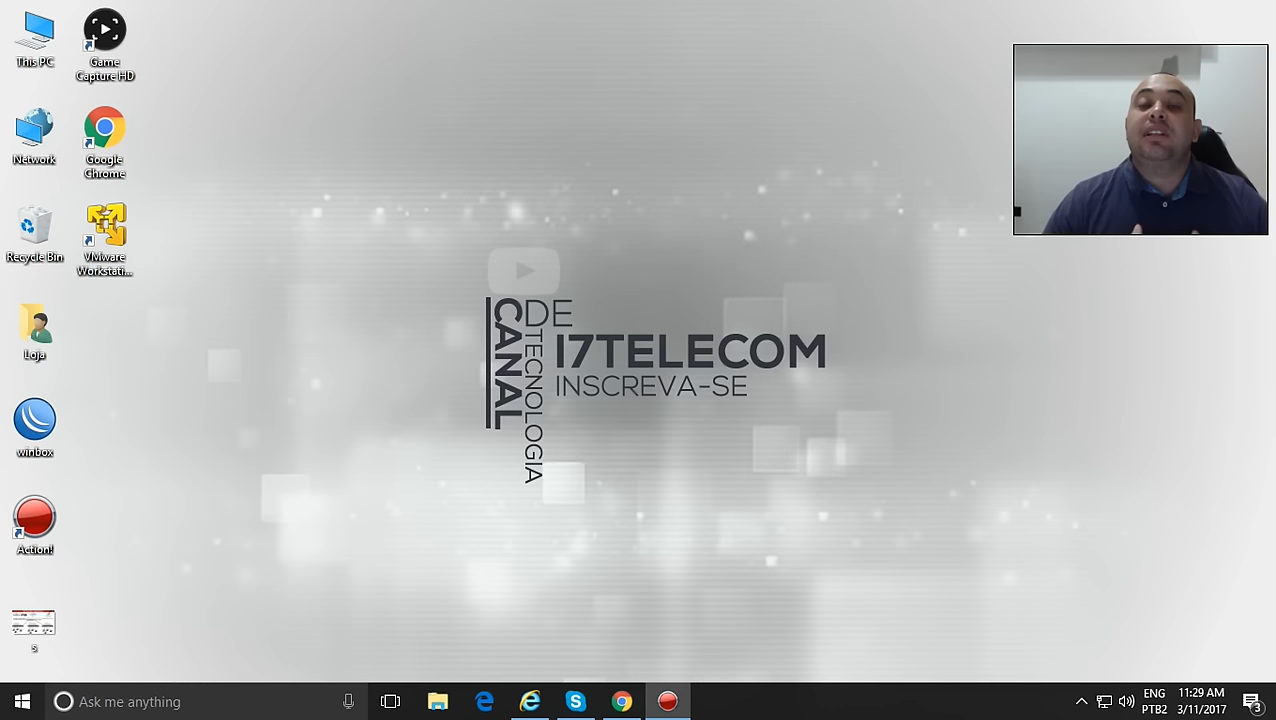 This PC
Game
Capture HD
Network
Google
Chrome
Recycle Bin
VMware
Workstati...
Loja
winbox
Action!
s
CANAL
DE
TECNOLOGIA
I7TELECOM
INSCREVA-SE
Ask me anything
ENG
PTB2
11:29 AM
3/11/2017
3